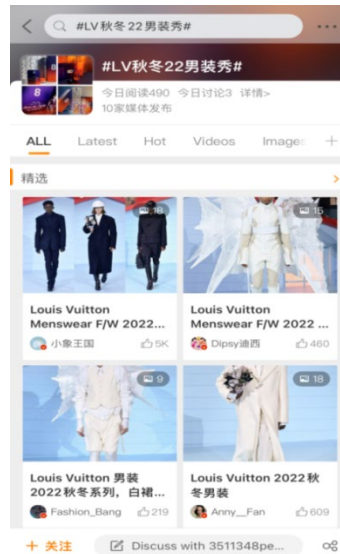 #LV秋冬22男装秀#
#LV秋冬22男装秀#
今日阅读490 今日讨论3 详情>
10家媒体发布
ALL Latest Hot Videos Images
精选
18
15
Louis Vuitton
Menswear F/W 2022...
小象王国 5K
Louis Vuitton
Menswear F/W 2022 ...
Dipsy迪西 460
9
18
Louis Vuitton 男装
2022秋冬系列，白裙...
Fashion_Bang 219
Louis Vuitton 2022秋
冬男装
Anny__Fan 609
+ 关注 Discuss with 3511348pe...